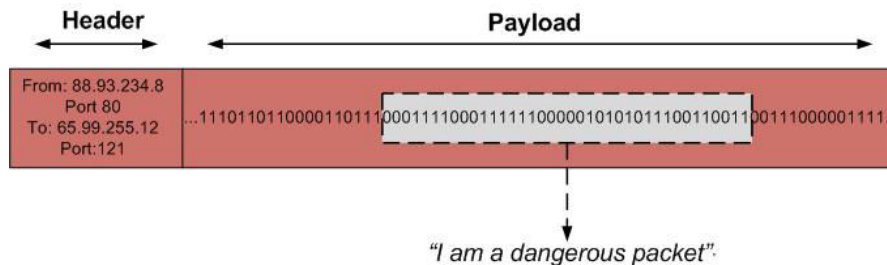 Header
Payload
From: 88.93.234.8
Port 80
To: 65.99.255.12
Port:121
...11101101100001101110001111000111111000001010101110011001100111000001111...
“I am a dangerous packet”.